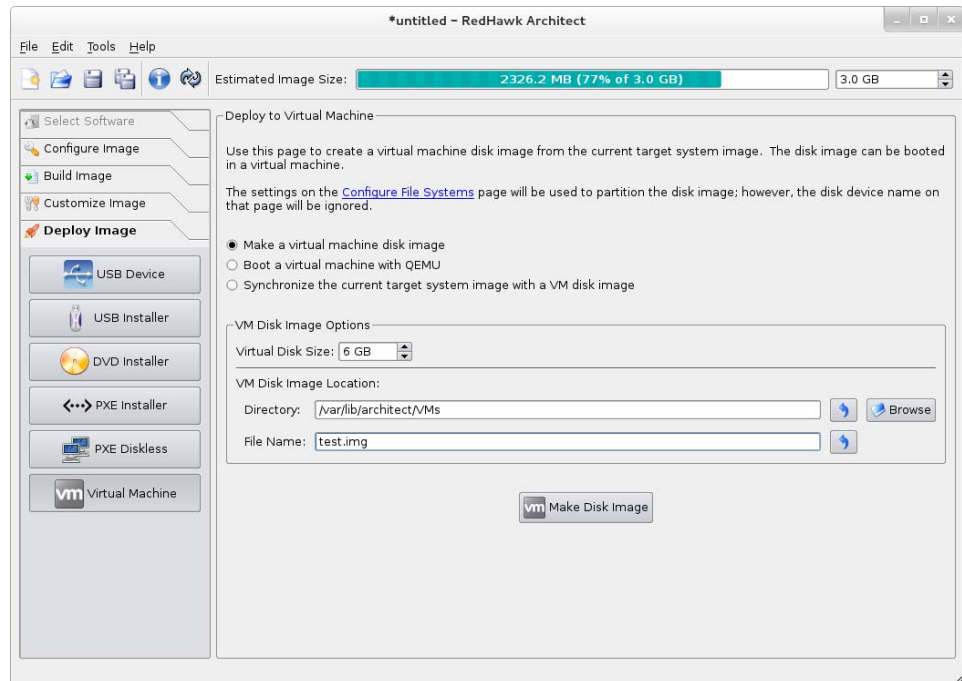 *untitled – RedHawk Architect
File Edit Tools Help
Estimated Image Size: 2326.2 MB (77% of 3.0 GB) 3.0 GB
Select Software
Configure Image
Build Image
Customize Image
Deploy Image
USB Device
USB Installer
DVD Installer
PXE Installer
PXE Diskless
vm Virtual Machine
Deploy to Virtual Machine
Use this page to create a virtual machine disk image from the current target system image. The disk image can be booted
in a virtual machine.
The settings on the Configure File Systems page will be used to partition the disk image; however, the disk device name on
that page will be ignored.
Make a virtual machine disk image
Boot a virtual machine with QEMU
Synchronize the current target system image with a VM disk image
VM Disk Image Options
Virtual Disk Size: 6 GB
VM Disk Image Location:
Directory: /var/lib/architect/VMs Browse
File Name: test.img
vm Make Disk Image